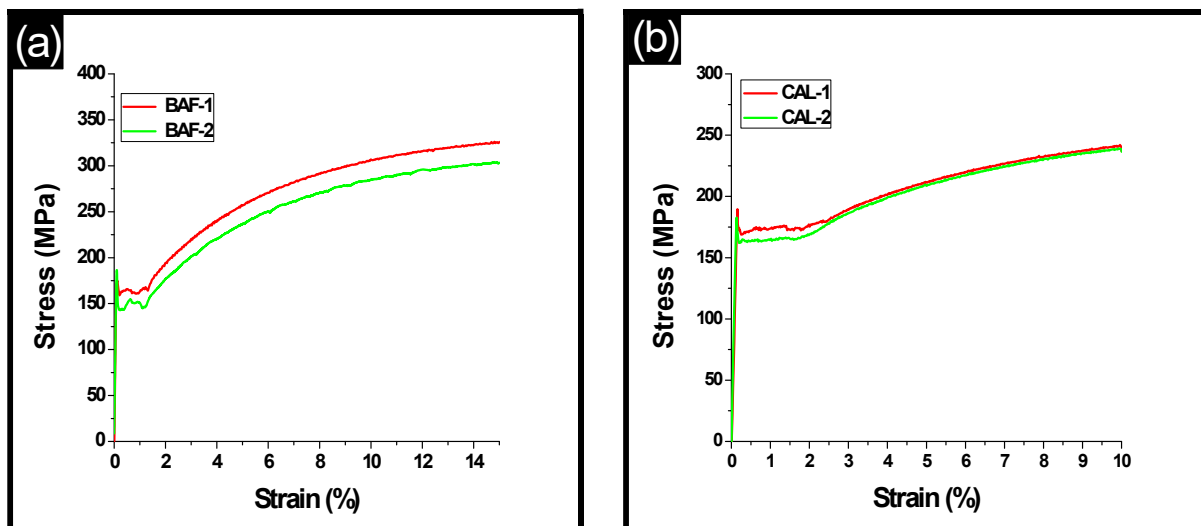 (a)
400
350
300
250
200
150
100
50
0
BAF-1
BAF-2
Stress (MPa)
0 2 4 6 8 10 12 14
Strain (%)
(b)
300
250
200
150
100
50
0
CAL-1
CAL-2
Stress (MPa)
0 1 2 3 4 5 6 7 8 9 10
Strain (%)